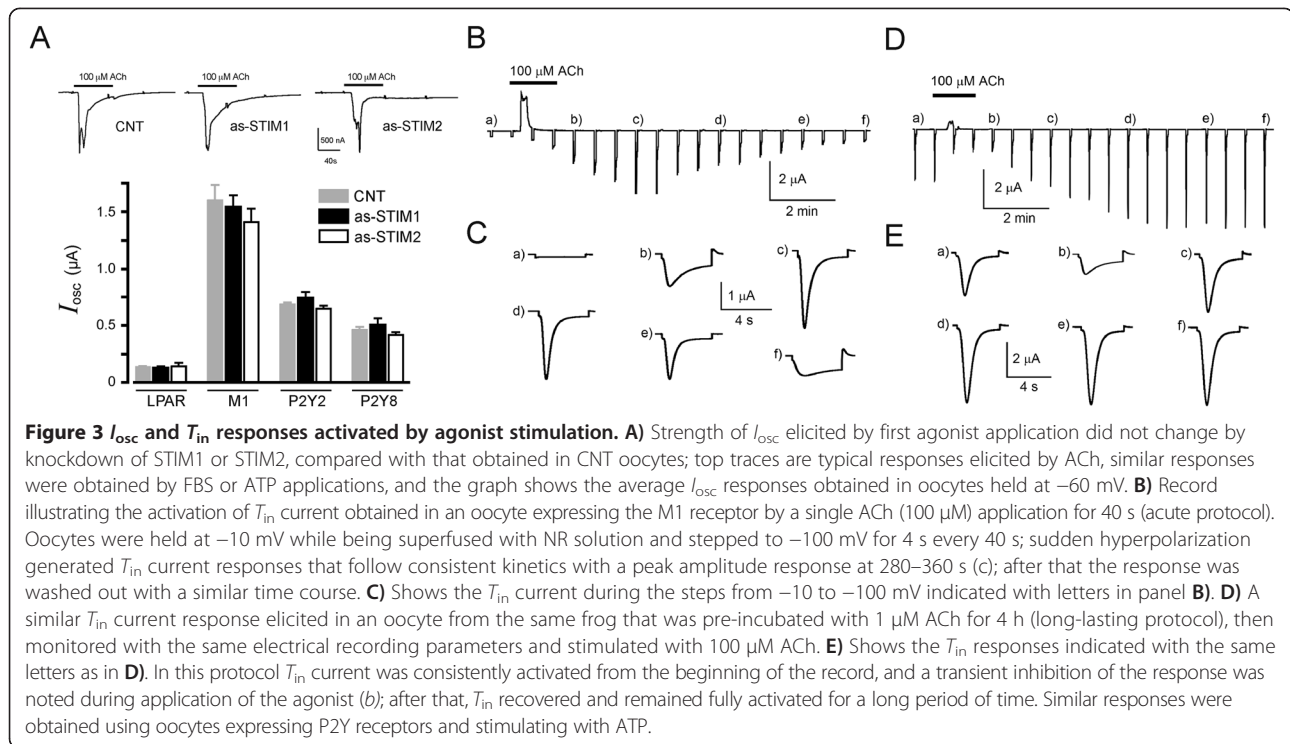 A
100 µM ACh
100 µM ACh
100 µM ACh
CNT
as-STIM1
as-STIM2
500 nA
40s
CNT
as-STIM1
as-STIM2
Iosc (µA)
1.5
1.0
0.5
0
LPAR
M1
P2Y2
P2Y8
B
100 µM ACh
a)
b)
c)
d)
e)
f)
2 µA
2 min
C
a)
b)
c)
1 µA
4 s
d)
e)
f)
D
100 µM ACh
a)
b)
c)
d)
e)
f)
2 µA
2 min
E
a)
b)
c)
d)
e)
f)
2 µA
4 s
Figure 3 Iosc and Tin responses activated by agonist stimulation. A) Strength of Iosc elicited by first agonist application did not change by
knockdown of STIM1 or STIM2, compared with that obtained in CNT oocytes; top traces are typical responses elicited by ACh, similar responses
were obtained by FBS or ATP applications, and the graph shows the average Iosc responses obtained in oocytes held at −60 mV. B) Record
illustrating the activation of Tin current obtained in an oocyte expressing the M1 receptor by a single ACh (100 µM) application for 40 s (acute protocol).
Oocytes were held at −10 mV while being superfused with NR solution and stepped to −100 mV for 4 s every 40 s; sudden hyperpolarization
generated Tin current responses that follow consistent kinetics with a peak amplitude response at 280–360 s (c); after that the response was
washed out with a similar time course. C) Shows the Tin current during the steps from −10 to −100 mV indicated with letters in panel B). D) A
similar Tin current response elicited in an oocyte from the same frog that was pre-incubated with 1 µM ACh for 4 h (long-lasting protocol), then
monitored with the same electrical recording parameters and stimulated with 100 µM ACh. E) Shows the Tin responses indicated with the same
letters as in D). In this protocol Tin current was consistently activated from the beginning of the record, and a transient inhibition of the response was
noted during application of the agonist (b); after that, Tin recovered and remained fully activated for a long period of time. Similar responses were
obtained using oocytes expressing P2Y receptors and stimulating with ATP.